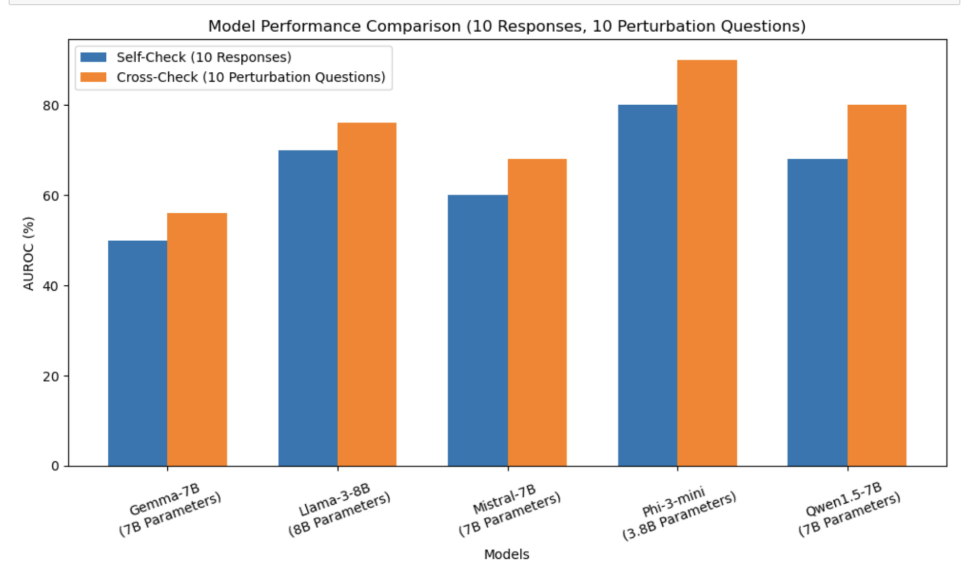 Model Performance Comparison (10 Responses, 10 Perturbation Questions)
Self-Check (10 Responses)
Cross-Check (10 Perturbation Questions)
AUROC (%)
80
60
40
20
0
Gemma-7B
(7B Parameters)
Llama-3-8B
(8B Parameters)
Mistral-7B
(7B Parameters)
Phi-3-mini
(3.8B Parameters)
Qwen1.5-7B
(7B Parameters)
Models